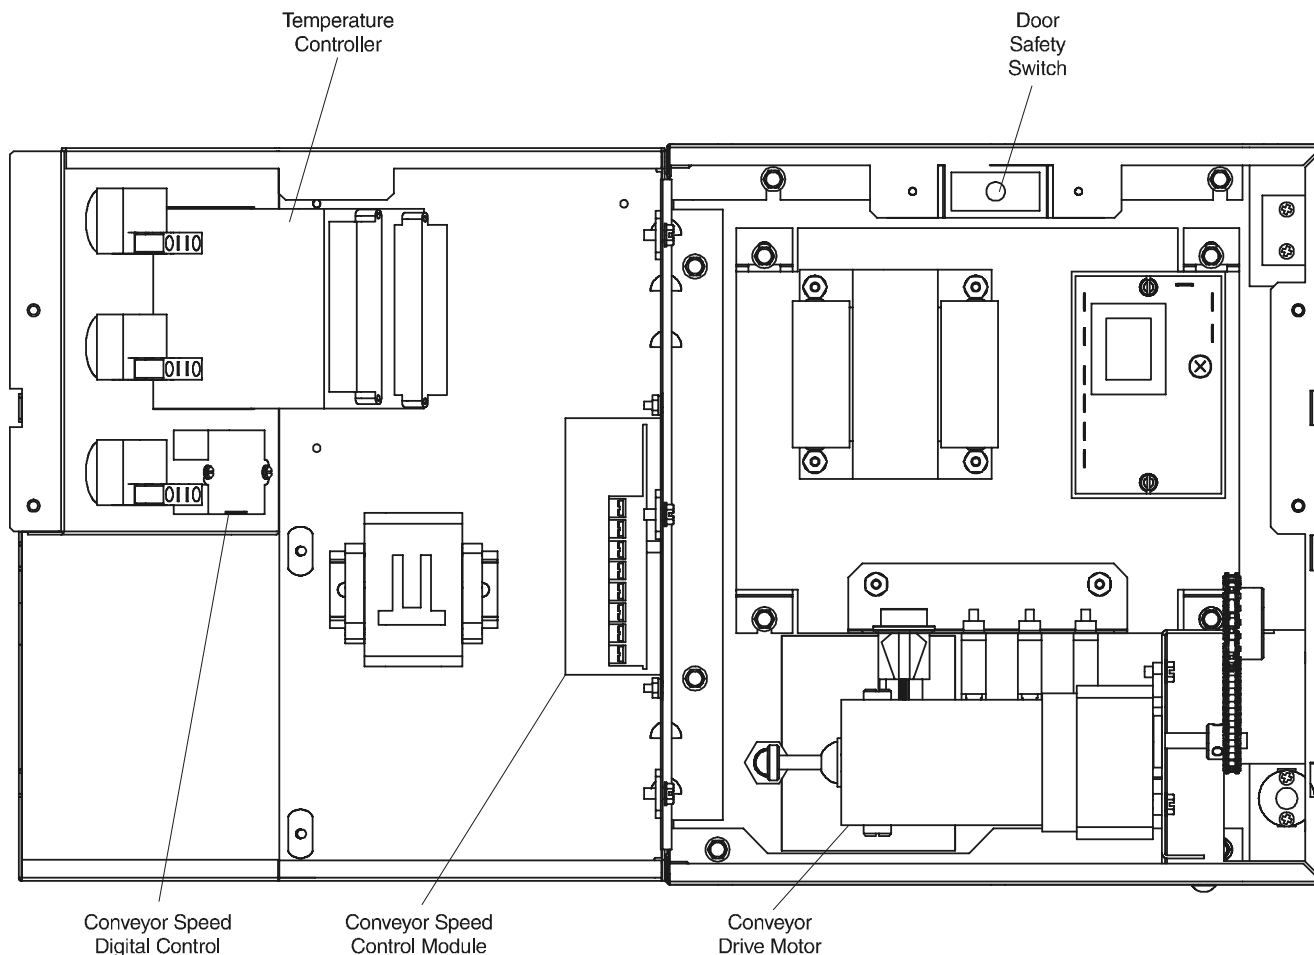 Temperature
Controller
Door
Safety
Switch
Conveyor Speed
Digital Control
Conveyor Speed
Control Module
Conveyor
Drive Motor